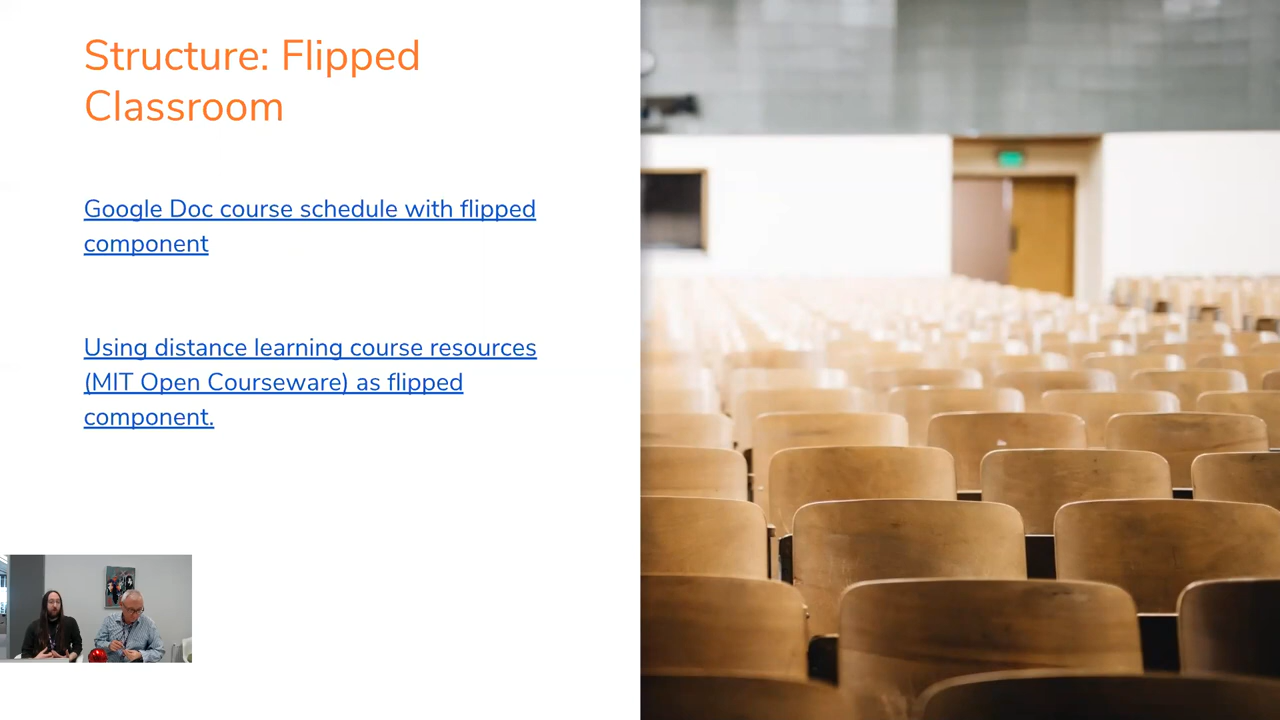 Structure: Flipped
Classroom
Google Doc course schedule with flipped
component
Using distance learning course resources
(MIT Open Courseware) as flipped
component.